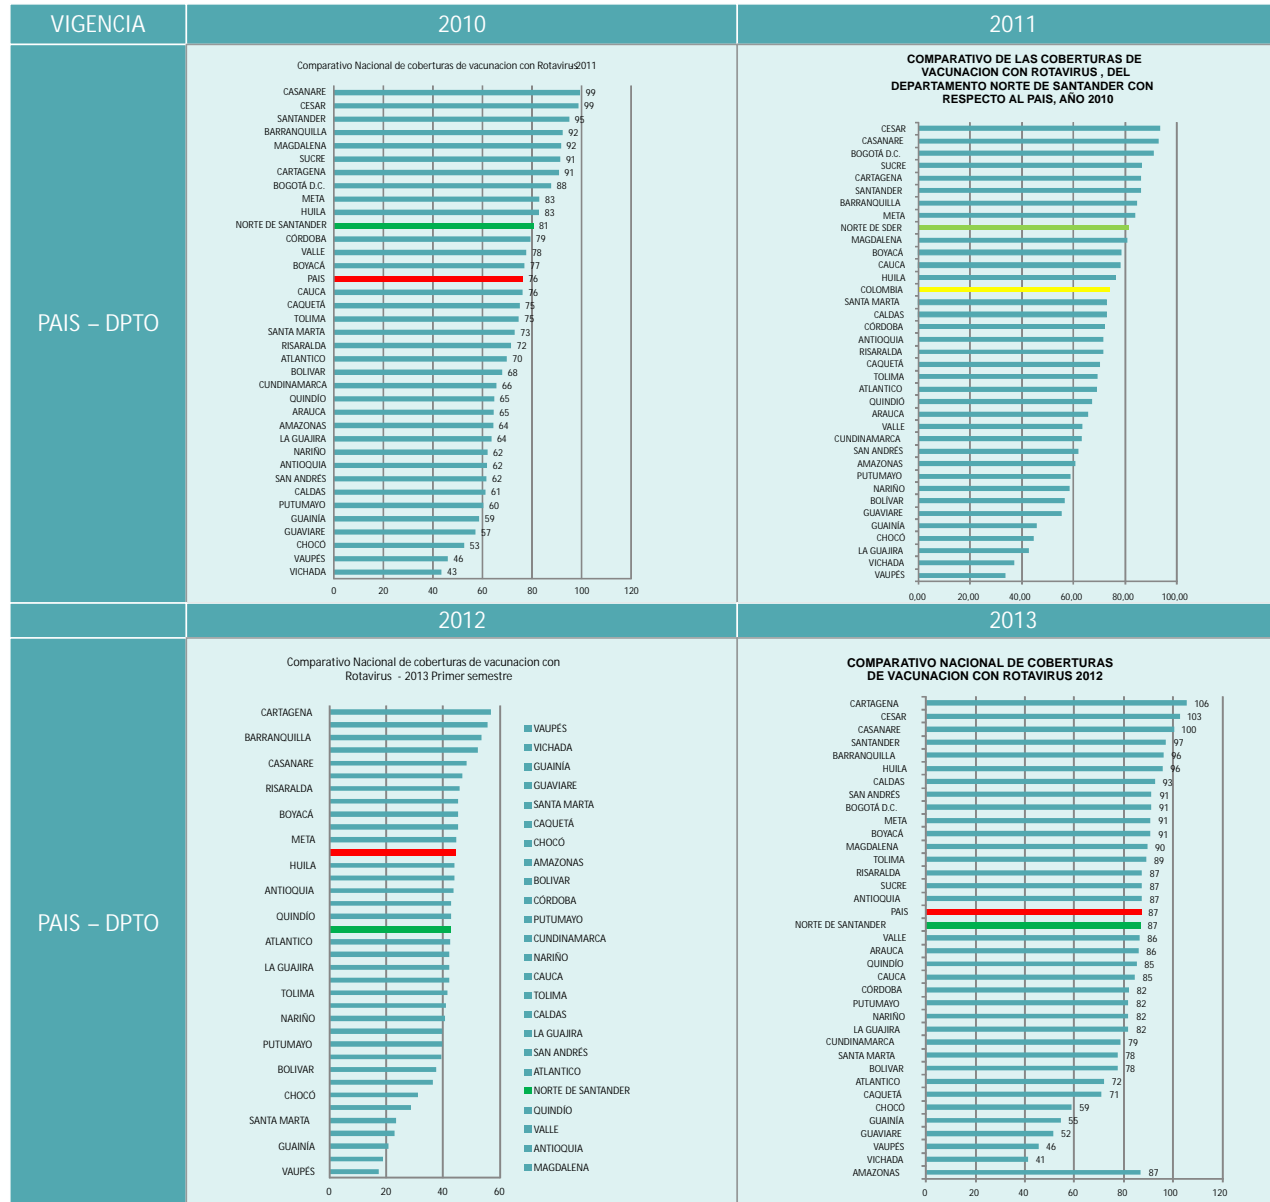 VIGENCIA
2010
2011
PAIS – DPTO
Comparativo Nacional de coberturas de vacunacion con Rotavirus-2011
CASANARE 99
CESAR 99
SANTANDER 95
BARRANQUILLA 92
MAGDALENA 92
SUCRE 91
CARTAGENA 91
BOGOTÁ D.C. 88
META 83
HUILA 83
NORTE DE SANTANDER 81
CÓRDOBA 79
VALLE 78
BOYACÁ 77
PAIS 76
CAUCA 76
CAQUETÁ 75
TOLIMA 75
SANTA MARTA 73
RISARALDA 72
ATLANTICO 70
BOLIVAR 68
CUNDINAMARCA 66
QUINDÍO 65
ARAUCA 65
AMAZONAS 64
LA GUAJIRA 64
NARIÑO 62
ANTIOQUIA 62
SAN ANDRÉS 62
CALDAS 61
PUTUMAYO 60
GUAINÍA 59
GUAVIARE 57
CHOCÓ 53
VAUPÉS 46
VICHADA 43
0 20 40 60 80 100 120
COMPARATIVO DE LAS COBERTURAS DE
VACUNACION CON ROTAVIRUS , DEL
DEPARTAMENTO NORTE DE SANTANDER CON
RESPECTO AL PAIS, AÑO 2010
CESAR
CASANARE
BOGOTÁ D.C.
SUCRE
CARTAGENA
SANTANDER
BARRANQUILLA
META
NORTE DE SDER
MAGDALENA
BOYACÁ
CAUCA
HUILA
COLOMBIA
SANTA MARTA
CALDAS
CÓRDOBA
ANTIOQUIA
RISARALDA
CAQUETÁ
TOLIMA
ATLANTICO
QUINDIÓ
ARAUCA
VALLE
CUNDINAMARCA
SAN ANDRÉS
AMAZONAS
PUTUMAYO
NARIÑO
BOLÍVAR
GUAVIARE
GUAINÍA
CHOCÓ
LA GUAJIRA
VICHADA
VAUPÉS
0,00 20,00 40,00 60,00 80,00 100,00
2012
2013
PAIS – DPTO
Comparativo Nacional de coberturas de vacunacion con
Rotavirus - 2013 Primer semestre
CARTAGENA
BARRANQUILLA
CASANARE
RISARALDA
BOYACÁ
META
HUILA
ANTIOQUIA
QUINDÍO
ATLANTICO
LA GUAJIRA
TOLIMA
NARIÑO
PUTUMAYO
BOLIVAR
CHOCÓ
SANTA MARTA
GUAINÍA
VAUPÉS
0 20 40 60
VAUPÉS
VICHADA
GUAINÍA
GUAVIARE
SANTA MARTA
CAQUETÁ
CHOCÓ
AMAZONAS
BOLIVAR
CÓRDOBA
PUTUMAYO
CUNDINAMARCA
NARIÑO
CAUCA
TOLIMA
CALDAS
LA GUAJIRA
SAN ANDRÉS
ATLANTICO
NORTE DE SANTANDER
QUINDÍO
VALLE
ANTIOQUIA
MAGDALENA
COMPARATIVO NACIONAL DE COBERTURAS
DE VACUNACION CON ROTAVIRUS 2012
CARTAGENA 106
CESAR 103
CASANARE 100
SANTANDER 97
BARRANQUILLA 96
HUILA 96
CALDAS 93
SAN ANDRÉS 91
BOGOTÁ D.C. 91
META 91
BOYACÁ 91
MAGDALENA 90
TOLIMA 89
RISARALDA 87
SUCRE 87
ANTIOQUIA 87
PAIS 87
NORTE DE SANTANDER 87
VALLE 86
ARAUCA 86
QUINDÍO 85
CAUCA 85
CÓRDOBA 82
PUTUMAYO 82
NARIÑO 82
LA GUAJIRA 82
CUNDINAMARCA 79
SANTA MARTA 78
BOLIVAR 78
ATLANTICO 72
CAQUETÁ 71
CHOCÓ 59
GUAINÍA 55
GUAVIARE 52
VAUPÉS 46
VICHADA 41
AMAZONAS 87
0 20 40 60 80 100 120